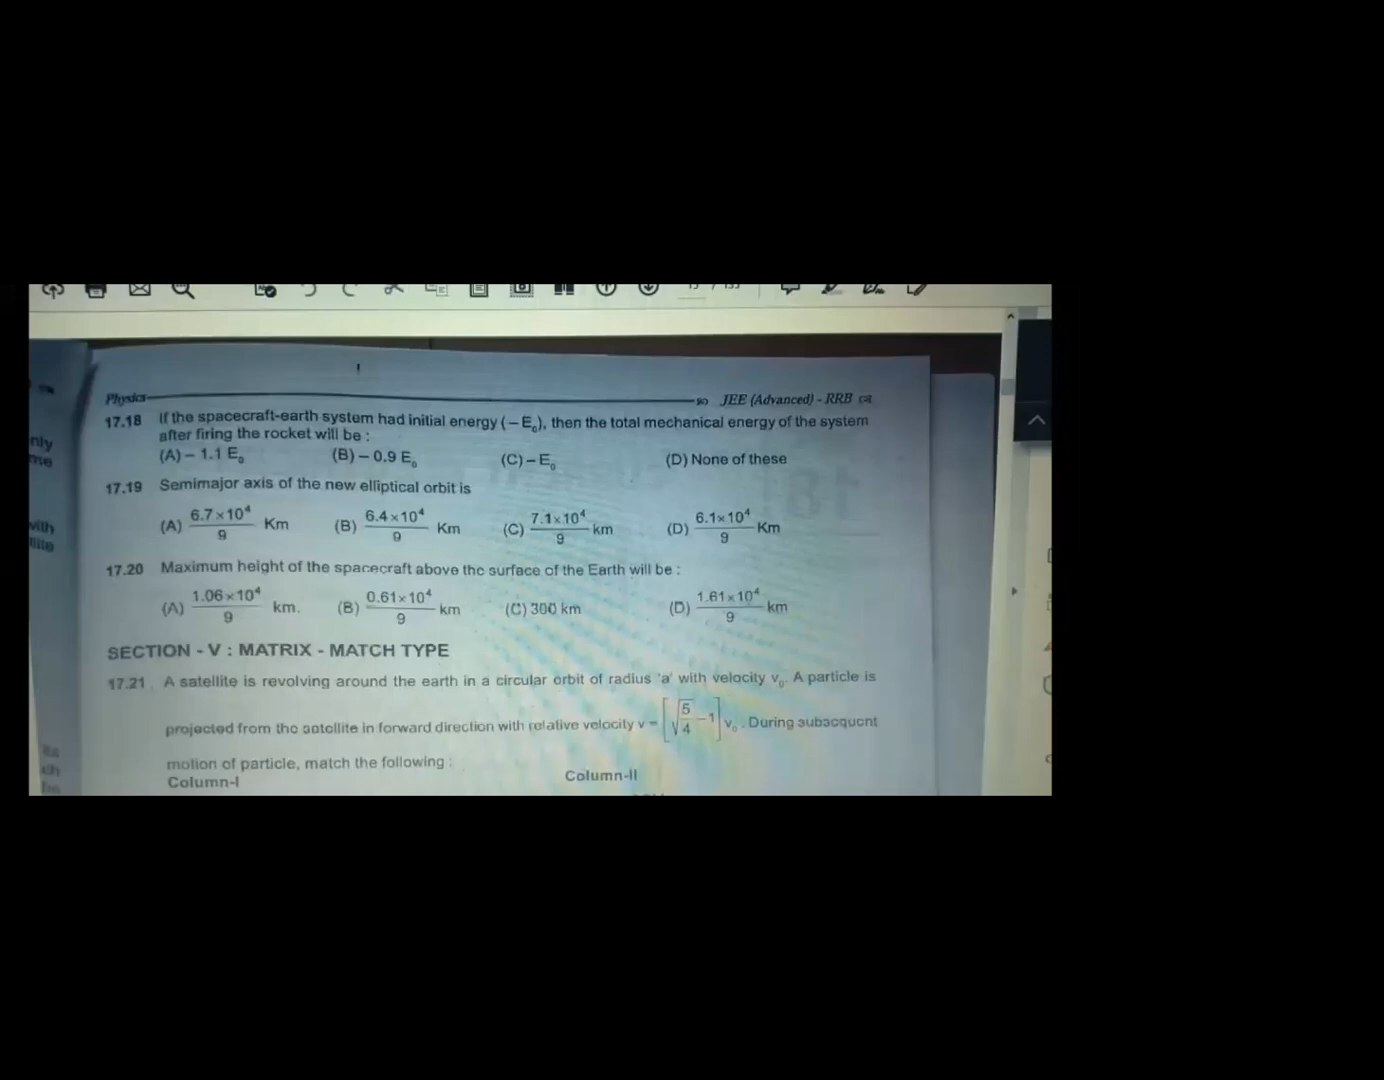 Physics
JEE (Advanced) - RRB
17.18 If the spacecraft-earth system had initial energy (– E₀), then the total mechanical energy of the system
after firing the rocket will be :
(A) – 1.1 E₀ (B) – 0.9 E₀ (C) – E₀ (D) None of these
17.19 Semimajor axis of the new elliptical orbit is
(A) 6.7×10⁴/9 Km (B) 6.4×10⁴/9 Km (C) 7.1×10⁴/9 km (D) 6.1×10⁴/9 Km
17.20 Maximum height of the spacecraft above the surface of the Earth will be :
(A) 1.06×10⁴/9 km. (B) 0.61×10⁴/9 km (C) 300 km (D) 1.61×10⁴/9 km
SECTION - V : MATRIX - MATCH TYPE
17.21 A satellite is revolving around the earth in a circular orbit of radius 'a' with velocity v₀. A particle is
projected from the satellite in forward direction with relative velocity v = [√(5/4) – 1] v₀. During subsequent
motion of particle, match the following :
Column-I Column-II